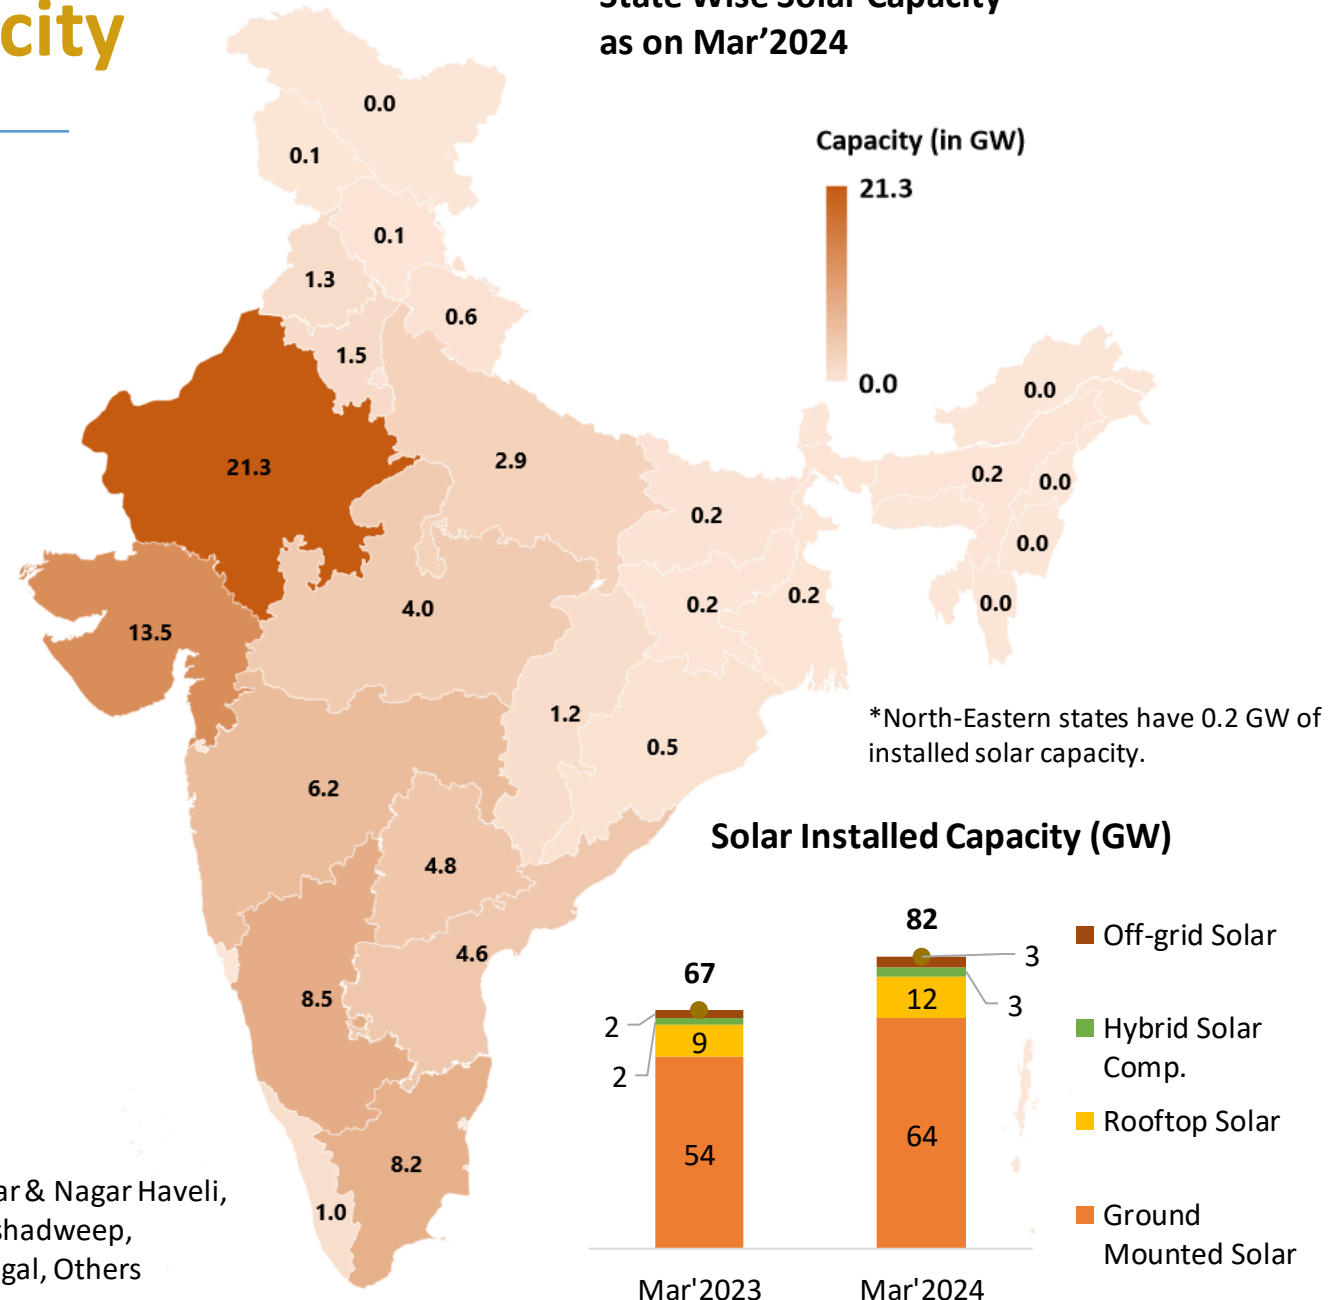 city
State Wise Solar Capacity
as on Mar’2024
0.0
Capacity (in GW)
0.1
21.3
0.1
1.3
0.6
1.5
0.0
0.0
21.3
2.9
0.2
0.0
0.2
0.0
4.0
0.2
0.2
0.0
13.5
1.2
0.5
*North-Eastern states have 0.2 GW of
installed solar capacity.
6.2
4.8
4.6
8.5
8.2
1.0
Solar Installed Capacity (GW)
67
2
9
2
54
82
3
12
3
64
Off-grid Solar
Hybrid Solar
Comp.
Rooftop Solar
Ground
Mounted Solar
Mar'2023
Mar'2024
ar & Nagar Haveli,
shadweep,
gal, Others